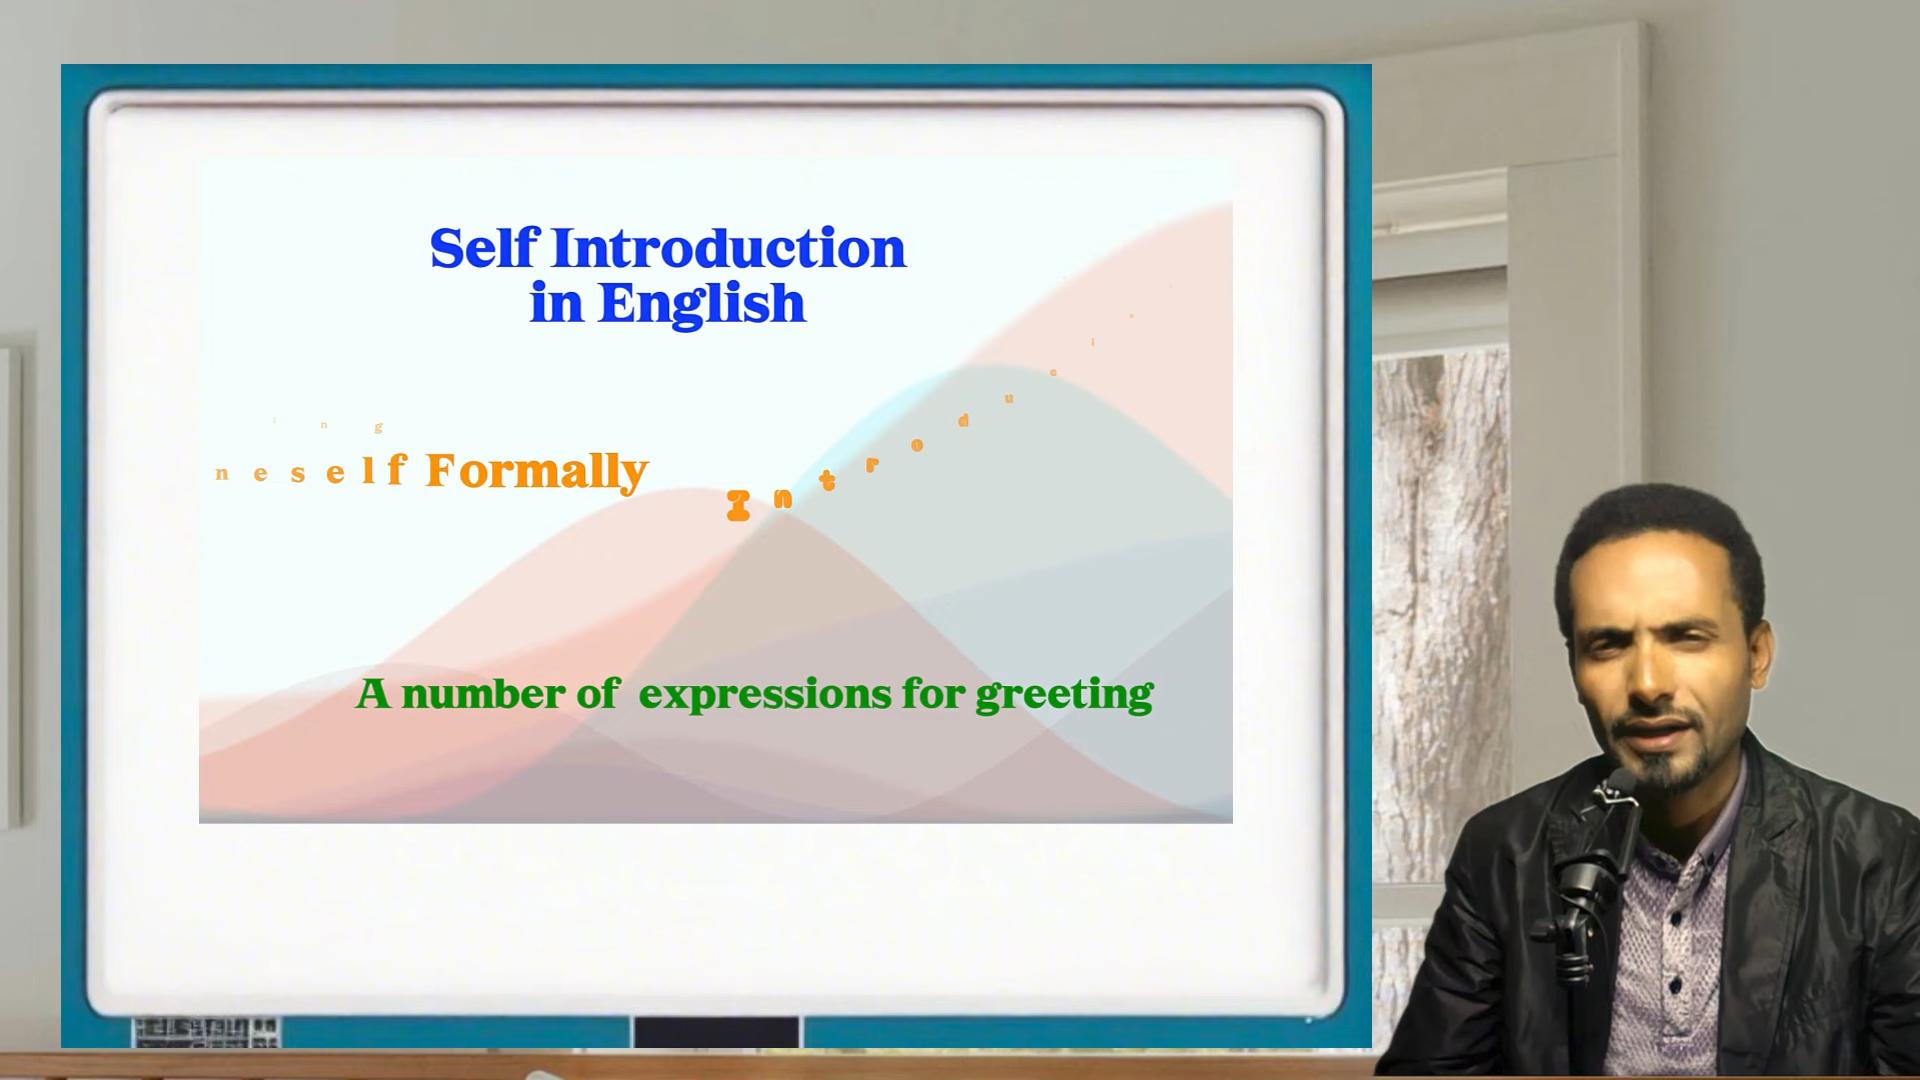 Self Introduction
in English
i n g
n e s e l f Formally
I n t r o d u c i
A number of expressions for greeting